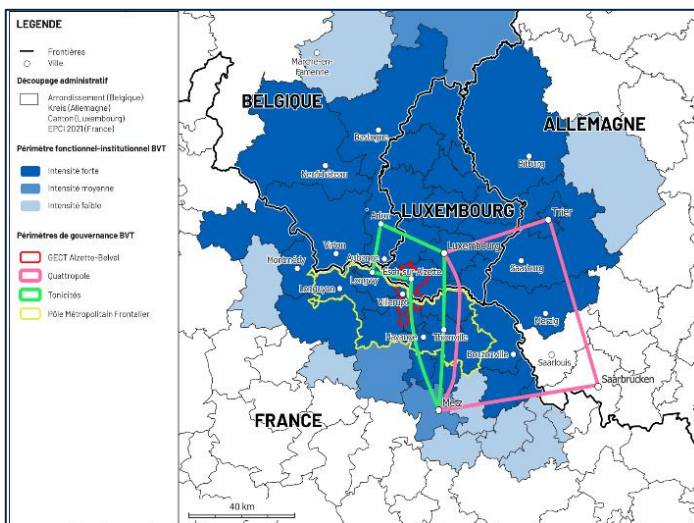 LEGENDE
Frontières
Ville
Découpage administratif
Arrondissement (Belgique)
Kreis (Allemagne)
Canton (Luxembourg)
EPCI 2021 (France)
Périmètre fonctionnel-institutionnel BVT
Intensité forte
Intensité moyenne
Intensité faible
Périmètres de gouvernance BVT
GECT Alzette-Belval
Quattropole
Tonicités
Pôle Métropolitain Frontalier
Marche-en-
Famenne
BELGIQUE
ALLEMAGNE
Bastogne
Bitburg
Neufchâteau
LUXEMBOURG
Arlon
Trier
Virton
Aubange
Luxembourg
Montmédy
Longwy
Esch-sur-Alzette
Saarburg
Longuyon
Villerupt
Merzig
Hayange
Thionville
Bouzonville
Saarlouis
Saarbrücken
Metz
FRANCE
40 km